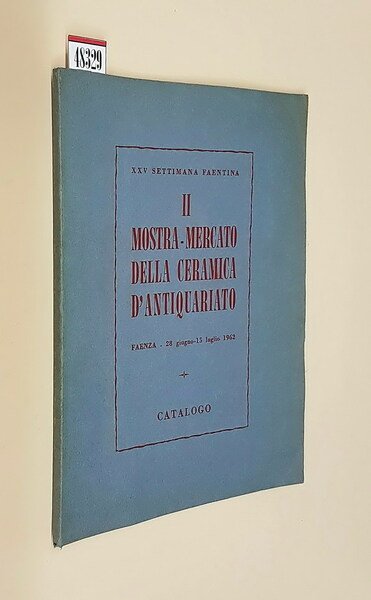 48329
XXV SETTIMANA FAENTINA
II
MOSTRA-MERCATO
DELLA CERAMICA
D'ANTIQUARIATO
FAENZA - 28 giugno-15 luglio 1962
CATALOGO